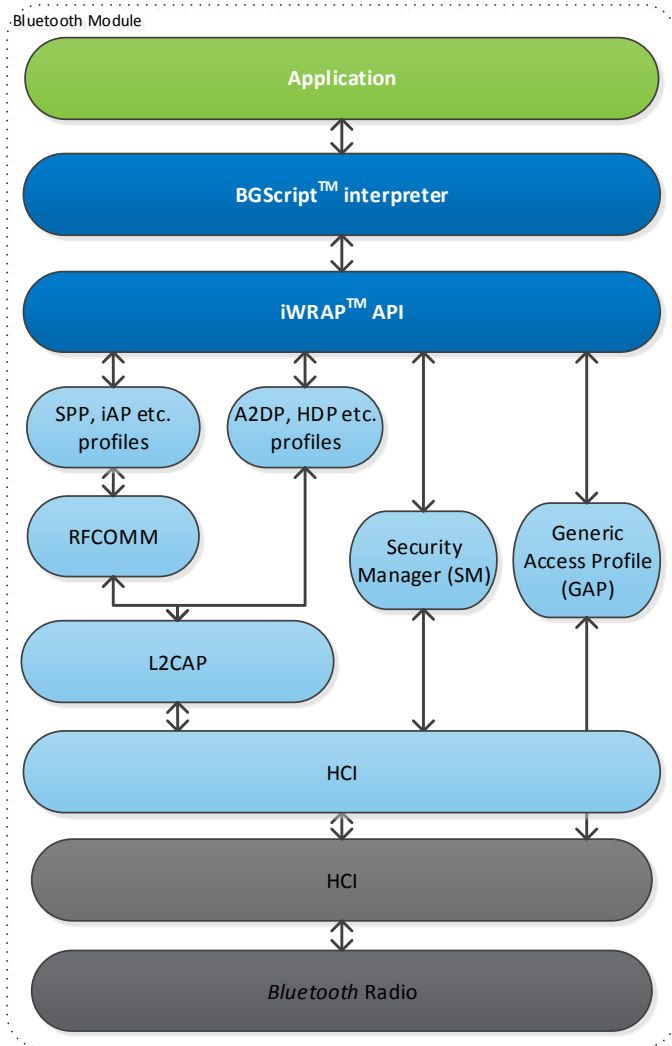 Bluetooth Module
Application
BGScript™ interpreter
iWRAP™ API
SPP, iAP etc.
profiles
A2DP, HDP etc.
profiles
RFCOMM
Security
Manager (SM)
Generic
Access Profile
(GAP)
L2CAP
HCI
HCI
Bluetooth Radio